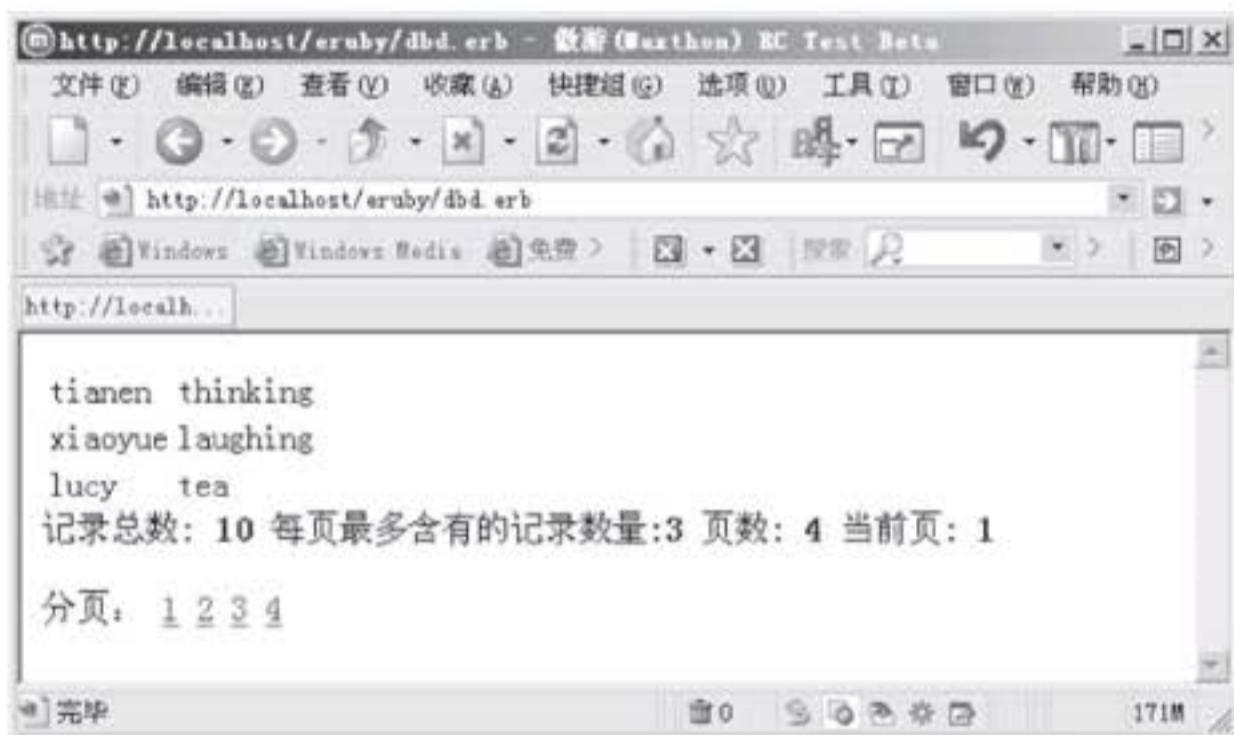 http://localhost/eruby/dbd.erb - 傲游(Maxthon) RC Test Beta
文件(F) 编辑(E) 查看(V) 收藏(A) 快捷组(G) 选项(O) 工具(T) 窗口(W) 帮助(H)
地址 http://localhost/eruby/dbd.erb
Windows Windows Media 免费 搜索
http://localh...
tianen thinking
xiaoyue laughing
lucy tea
记录总数: 10 每页最多含有的记录数量:3 页数: 4 当前页: 1
分页: 1 2 3 4
完毕 0 171M